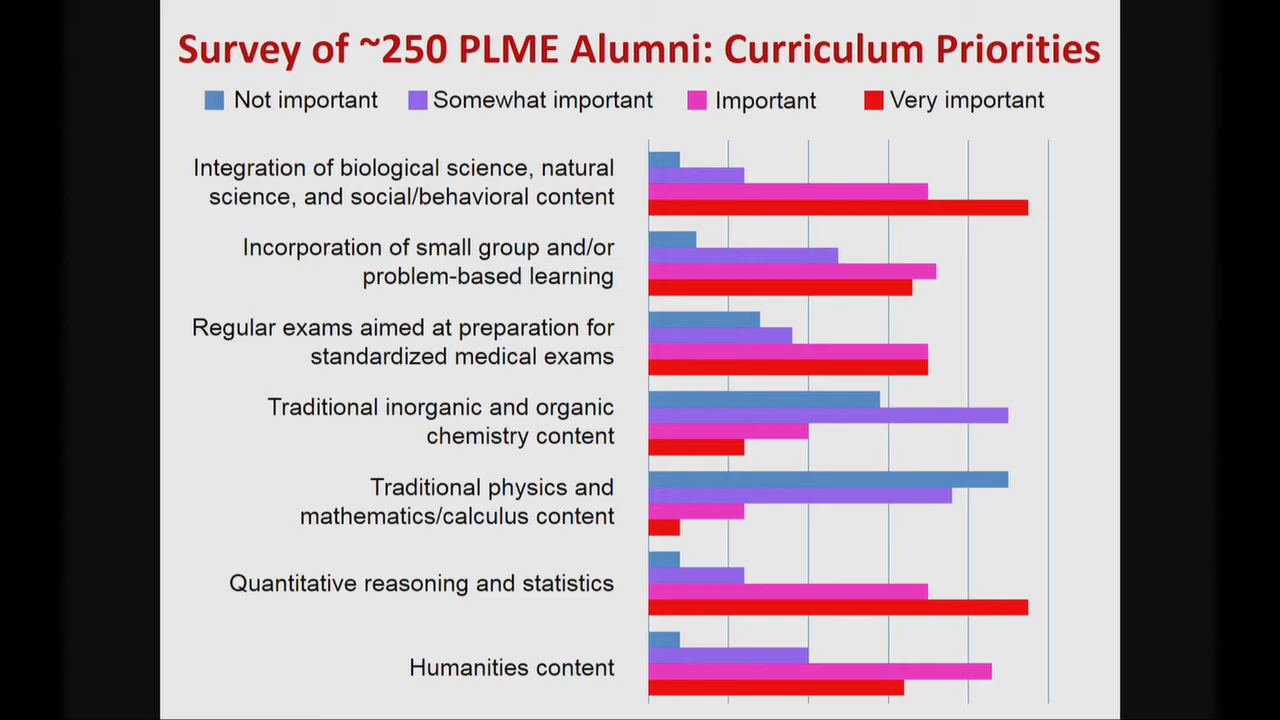 Survey of ~250 PLME Alumni: Curriculum Priorities
Not important
Somewhat important
Important
Very important
Integration of biological science, natural
science, and social/behavioral content
Incorporation of small group and/or
problem-based learning
Regular exams aimed at preparation for
standardized medical exams
Traditional inorganic and organic
chemistry content
Traditional physics and
mathematics/calculus content
Quantitative reasoning and statistics
Humanities content